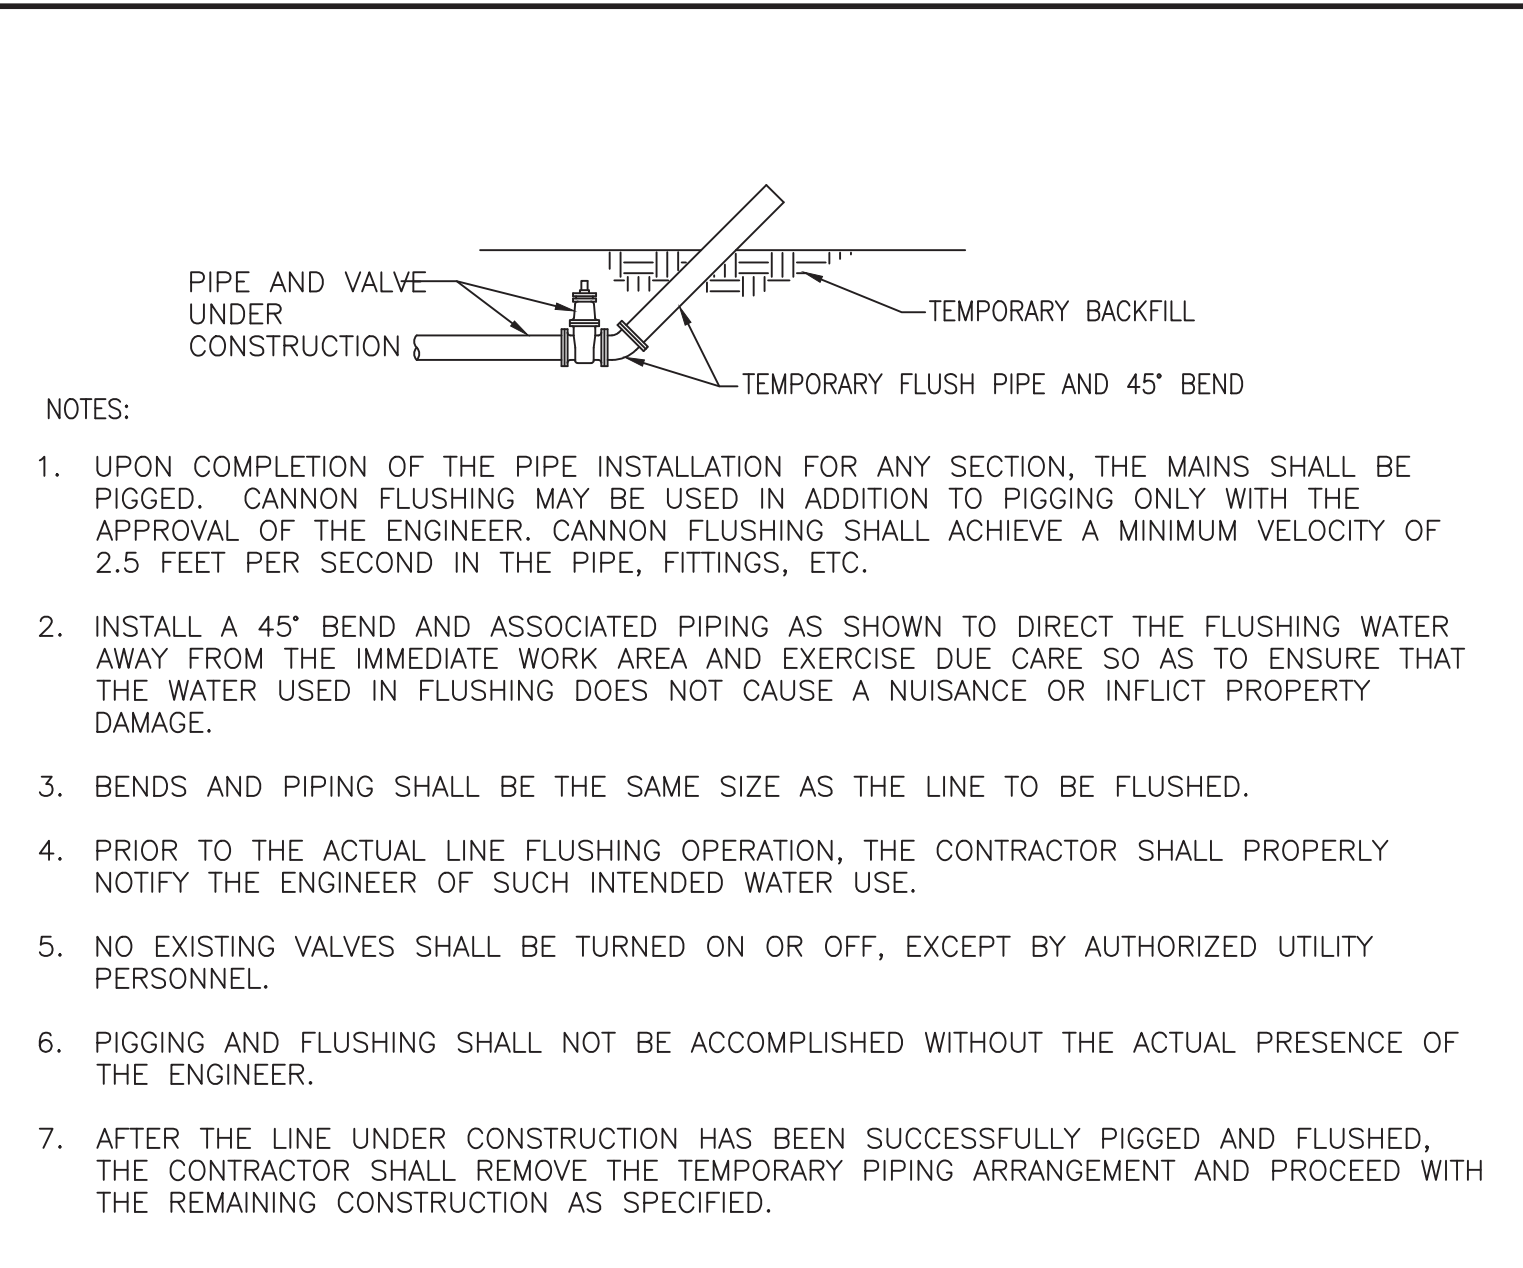 PIPE AND VALVE
UNDER
CONSTRUCTION
TEMPORARY BACKFILL
TEMPORARY FLUSH PIPE AND 45° BEND
NOTES:
1. UPON COMPLETION OF THE PIPE INSTALLATION FOR ANY SECTION, THE MAINS SHALL BE
PIGGED. CANNON FLUSHING MAY BE USED IN ADDITION TO PIGGING ONLY WITH THE
APPROVAL OF THE ENGINEER. CANNON FLUSHING SHALL ACHIEVE A MINIMUM VELOCITY OF
2.5 FEET PER SECOND IN THE PIPE, FITTINGS, ETC.
2. INSTALL A 45° BEND AND ASSOCIATED PIPING AS SHOWN TO DIRECT THE FLUSHING WATER
AWAY FROM THE IMMEDIATE WORK AREA AND EXERCISE DUE CARE SO AS TO ENSURE THAT
THE WATER USED IN FLUSHING DOES NOT CAUSE A NUISANCE OR INFLICT PROPERTY
DAMAGE.
3. BENDS AND PIPING SHALL BE THE SAME SIZE AS THE LINE TO BE FLUSHED.
4. PRIOR TO THE ACTUAL LINE FLUSHING OPERATION, THE CONTRACTOR SHALL PROPERLY
NOTIFY THE ENGINEER OF SUCH INTENDED WATER USE.
5. NO EXISTING VALVES SHALL BE TURNED ON OR OFF, EXCEPT BY AUTHORIZED UTILITY
PERSONNEL.
6. PIGGING AND FLUSHING SHALL NOT BE ACCOMPLISHED WITHOUT THE ACTUAL PRESENCE OF
THE ENGINEER.
7. AFTER THE LINE UNDER CONSTRUCTION HAS BEEN SUCCESSFULLY PIGGED AND FLUSHED,
THE CONTRACTOR SHALL REMOVE THE TEMPORARY PIPING ARRANGEMENT AND PROCEED WITH
THE REMAINING CONSTRUCTION AS SPECIFIED.